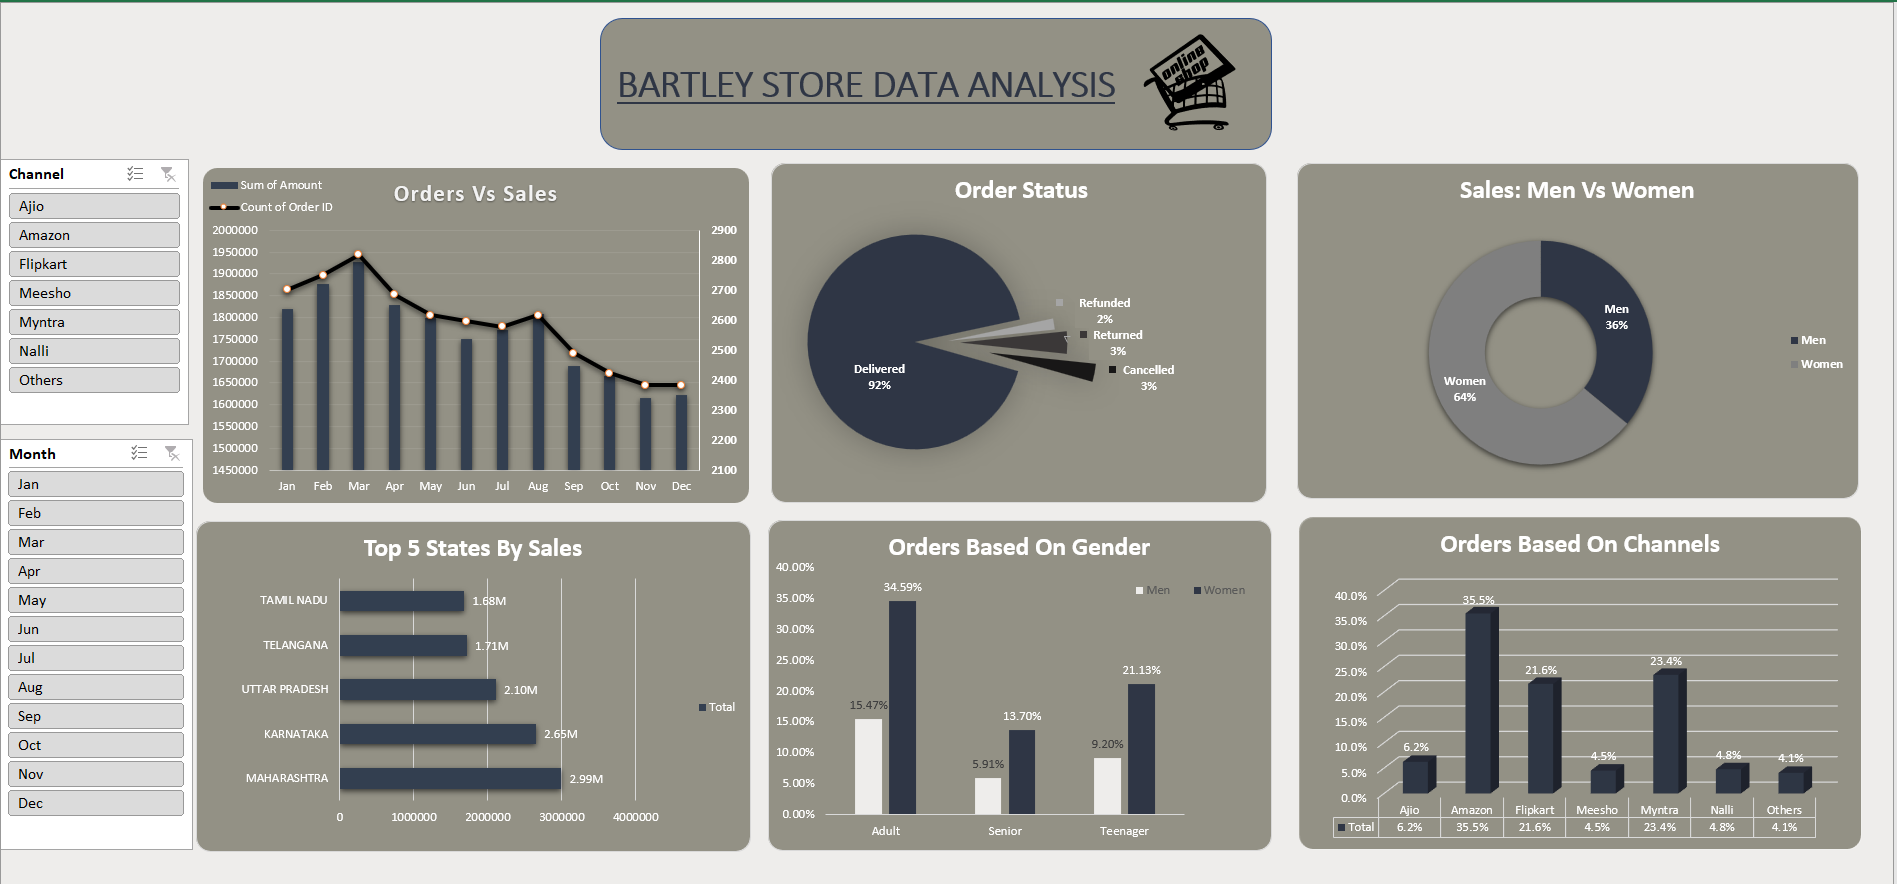 BARTLEY STORE DATA ANALYSIS
online
shop
Channel
Ajio
Amazon
Flipkart
Meesho
Myntra
Nalli
Others
Month
Jan
Feb
Mar
Apr
May
Jun
Jul
Aug
Sep
Oct
Nov
Dec
Orders Vs Sales
Sum of Amount
Count of Order ID
2000000
1950000
1900000
1850000
1800000
1750000
1700000
1650000
1600000
1550000
1500000
1450000
2900
2800
2700
2600
2500
2400
2300
2200
2100
Jan Feb Mar Apr May Jun Jul Aug Sep Oct Nov Dec
Order Status
Refunded
2%
Returned
3%
Cancelled
3%
Delivered
92%
Sales: Men Vs Women
Men
36%
Women
64%
Men
Women
Top 5 States By Sales
TAMIL NADU 1.68M
TELANGANA 1.71M
UTTAR PRADESH 2.10M
KARNATAKA 2.65M
MAHARASHTRA 2.99M
0 1000000 2000000 3000000 4000000
Total
Orders Based On Gender
Men Women
40.00%
35.00%
30.00%
25.00%
20.00%
15.00%
10.00%
5.00%
0.00%
15.47%
34.59%
5.91%
13.70%
9.20%
21.13%
Adult Senior Teenager
Orders Based On Channels
40.0%
35.0%
30.0%
25.0%
20.0%
15.0%
10.0%
5.0%
0.0%
6.2%
35.5%
21.6%
4.5%
23.4%
4.8%
4.1%
Ajio Amazon Flipkart Meesho Myntra Nalli Others
Total 6.2% 35.5% 21.6% 4.5% 23.4% 4.8% 4.1%